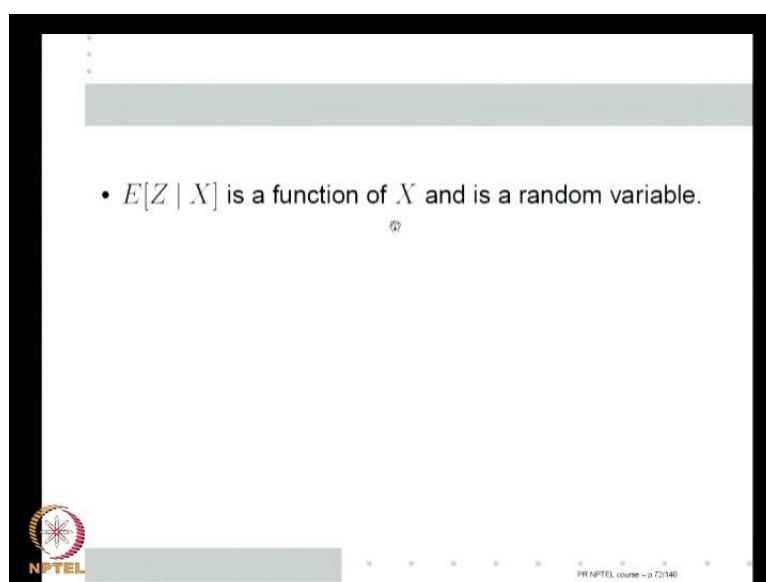 • E[Z | X] is a function of X and is a random variable.
NPTEL
PR NPTEL course – p.72/140